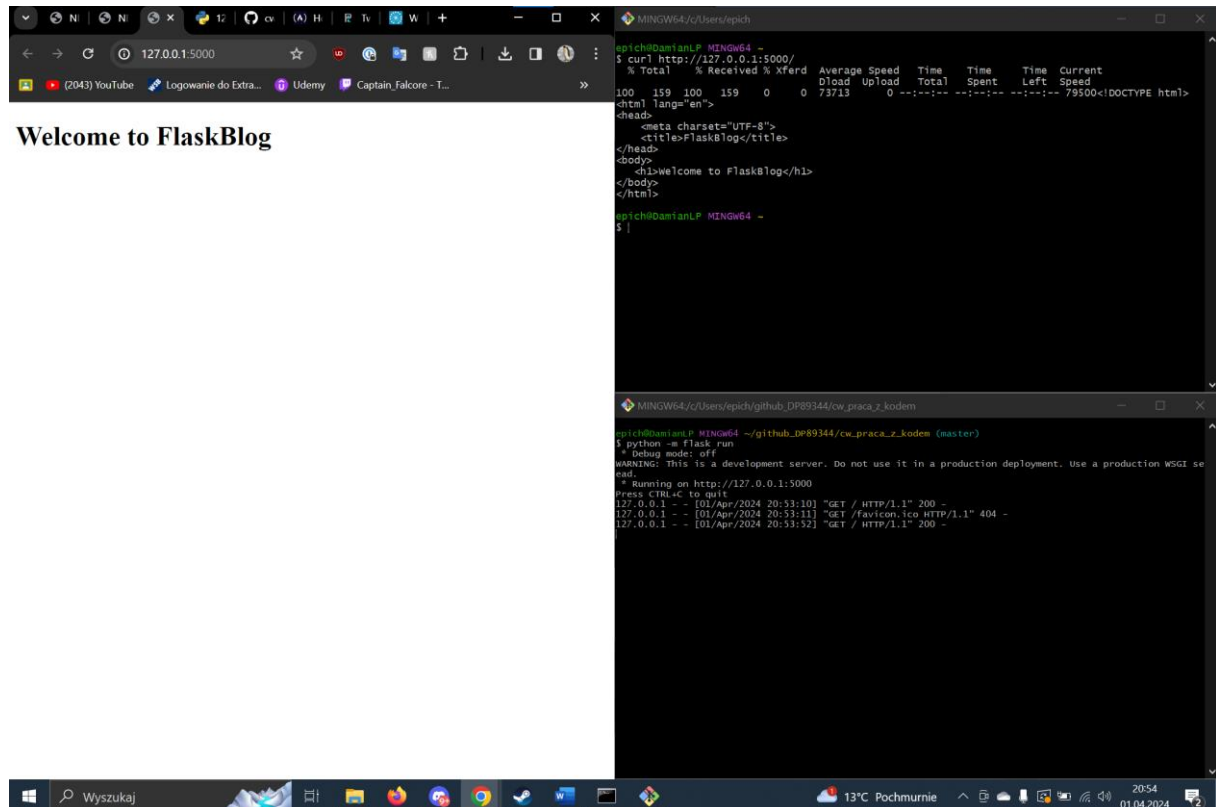 NI
NI
12
cv
(A) H
Tv
W
127.0.0.1:5000
(2043) YouTube
Logowanie do Extra...
Udemy
Captain_Falcore - T...
»
Welcome to FlaskBlog
MINGW64:/c/Users/epich
epich@DamianLP MINGW64 ~
$ curl http://127.0.0.1:5000/
% Total % Received % Xferd Average Speed Time Time Time Current
Dload Upload Total Spent Left Speed
100 159 100 159 0 0 73713 0 --:--:-- --:--:-- --:--:-- 79500<!DOCTYPE html>
<html lang="en">
<head>
<meta charset="UTF-8">
<title>FlaskBlog</title>
</head>
<body>
<h1>Welcome to FlaskBlog</h1>
</body>
</html>
epich@DamianLP MINGW64 ~
$
MINGW64:/c/Users/epich/github_DP89344/cw_praca_z_kodem
epich@DamianLP MINGW64 ~/github_DP89344/cw_praca_z_kodem (master)
$ python -m flask run
* Debug mode: off
WARNING: This is a development server. Do not use it in a production deployment. Use a production WSGI se
ead.
* Running on http://127.0.0.1:5000
Press CTRL+C to quit
127.0.0.1 - - [01/Apr/2024 20:53:10] "GET / HTTP/1.1" 200 -
127.0.0.1 - - [01/Apr/2024 20:53:11] "GET /favicon.ico HTTP/1.1" 404 -
127.0.0.1 - - [01/Apr/2024 20:53:52] "GET / HTTP/1.1" 200 -
Wyszukaj
13°C Pochmurnie
20:54
01.04.2024